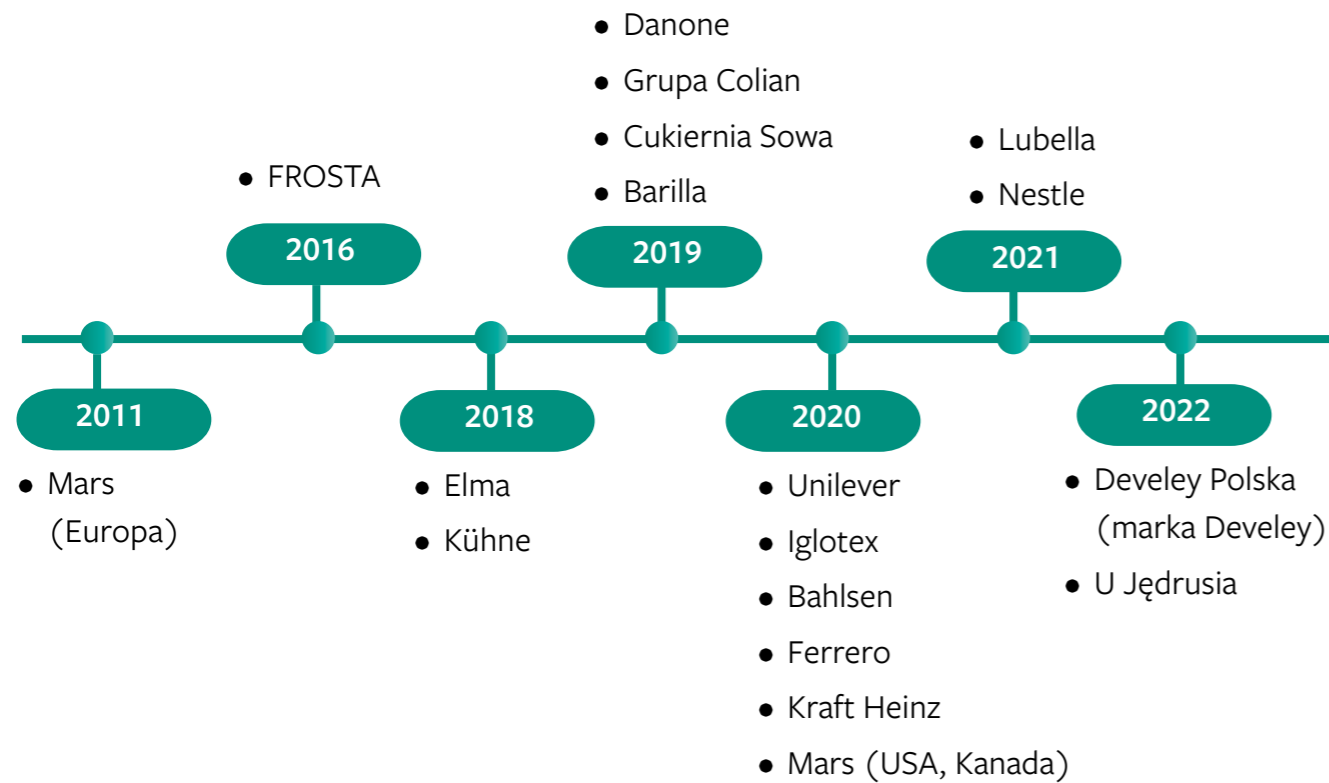 2011
● Mars
(Europa)
2016
● FROSTA
2018
● Elma
● Kühne
2019
● Danone
● Grupa Colian
● Cukiernia Sowa
● Barilla
2020
● Unilever
● Iglotex
● Bahlsen
● Ferrero
● Kraft Heinz
● Mars (USA, Kanada)
2021
● Lubella
● Nestle
2022
● Develey Polska
(marka Develey)
● U Jędrusia